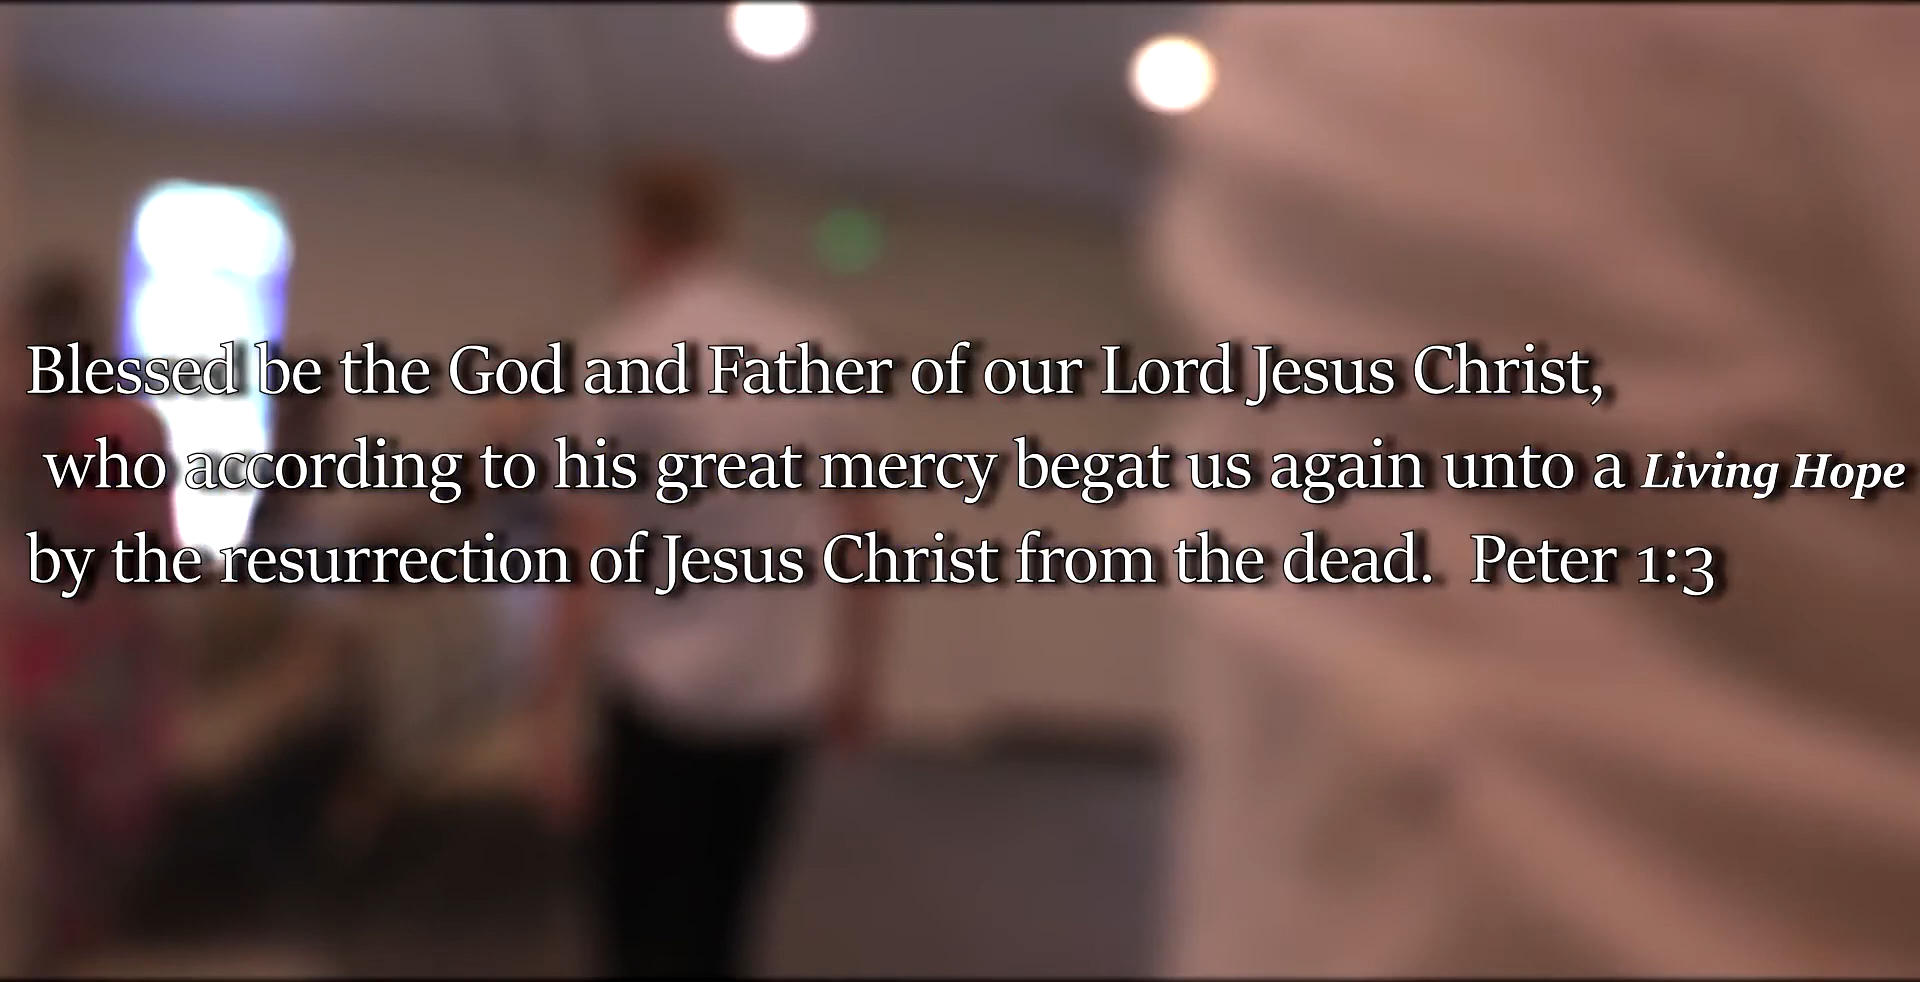 Blessed be the God and Father of our Lord Jesus Christ,
who according to his great mercy begat us again unto a Living Hope
by the resurrection of Jesus Christ from the dead. Peter 1:3